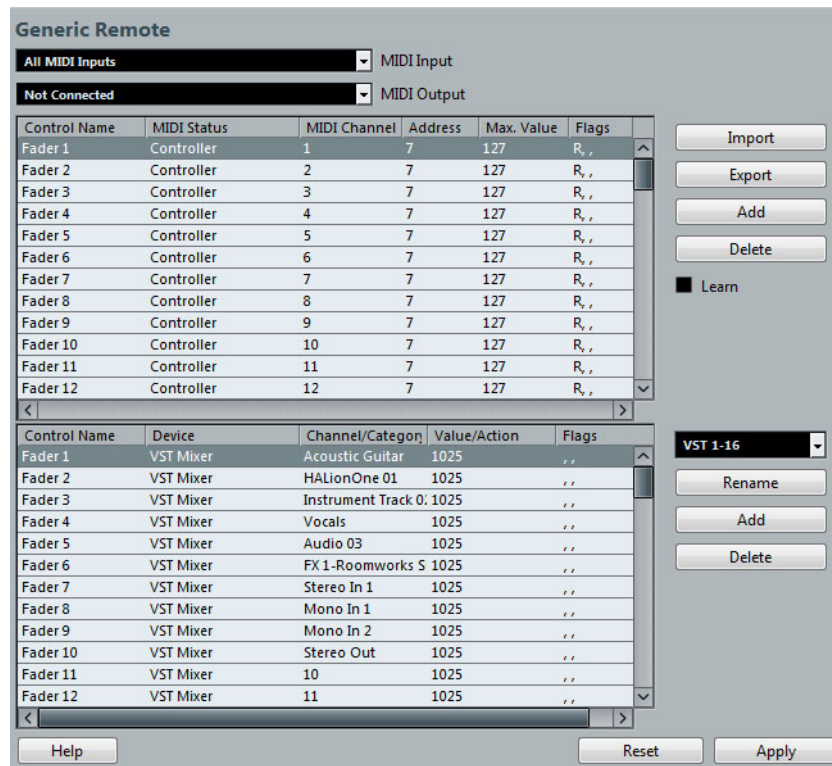 Generic Remote
All MIDI Inputs MIDI Input
Not Connected MIDI Output
Control Name MIDI Status MIDI Channel Address Max. Value Flags
Fader 1 Controller 1 7 127 R, ,
Fader 2 Controller 2 7 127 R, ,
Fader 3 Controller 3 7 127 R, ,
Fader 4 Controller 4 7 127 R, ,
Fader 5 Controller 5 7 127 R, ,
Fader 6 Controller 6 7 127 R, ,
Fader 7 Controller 7 7 127 R, ,
Fader 8 Controller 8 7 127 R, ,
Fader 9 Controller 9 7 127 R, ,
Fader 10 Controller 10 7 127 R, ,
Fader 11 Controller 11 7 127 R, ,
Fader 12 Controller 12 7 127 R, ,
Import
Export
Add
Delete
Learn
Control Name Device Channel/Categon Value/Action Flags
Fader 1 VST Mixer Acoustic Guitar 1025 , ,
Fader 2 VST Mixer HALionOne 01 1025 , ,
Fader 3 VST Mixer Instrument Track 0: 1025 , ,
Fader 4 VST Mixer Vocals 1025 , ,
Fader 5 VST Mixer Audio 03 1025 , ,
Fader 6 VST Mixer FX 1-Roomworks S 1025 , ,
Fader 7 VST Mixer Stereo In 1 1025 , ,
Fader 8 VST Mixer Mono In 1 1025 , ,
Fader 9 VST Mixer Mono In 2 1025 , ,
Fader 10 VST Mixer Stereo Out 1025 , ,
Fader 11 VST Mixer 10 1025 , ,
Fader 12 VST Mixer 11 1025 , ,
VST 1-16
Rename
Add
Delete
Help Reset Apply